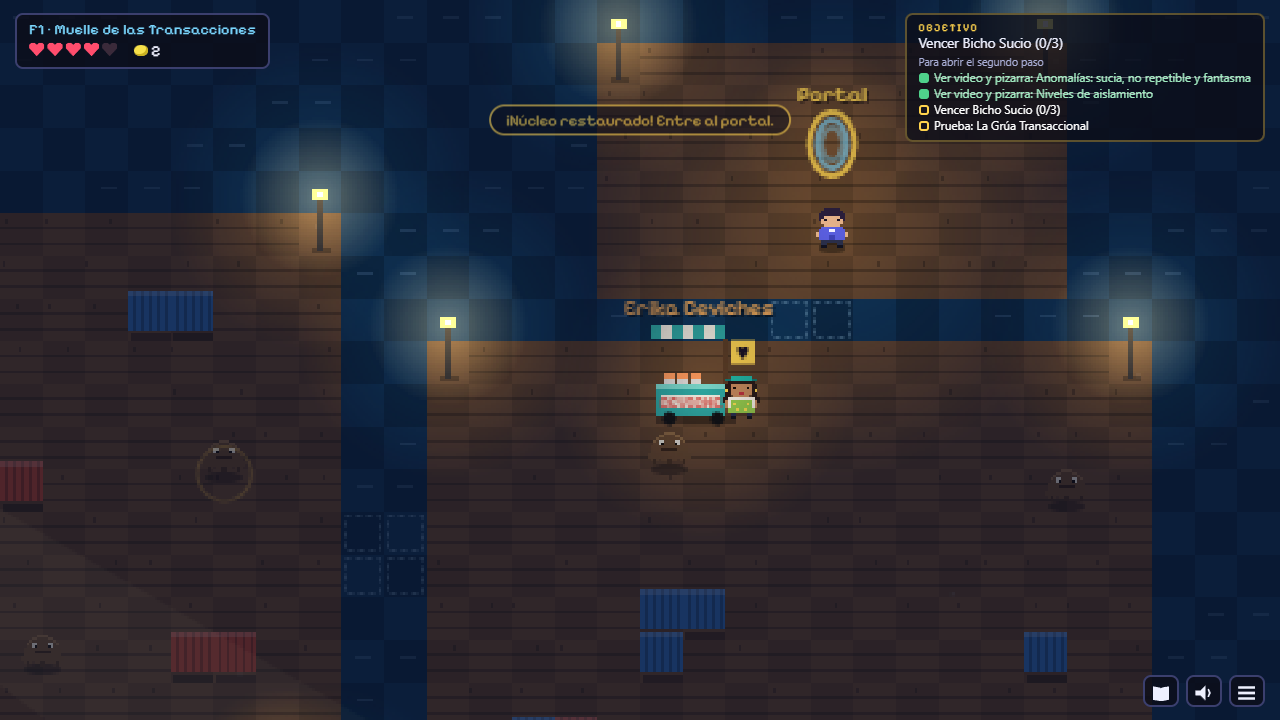 F1 · Muelle de las Transacciones
8
OBJETIVO
Vencer Bicho Sucio (0/3)
Para abrir el segundo paso
Ver video y pizarra: Anomalías: sucia, no repetible y fantasma
Ver video y pizarra: Niveles de aislamiento
Vencer Bicho Sucio (0/3)
Prueba: La Grúa Transaccional
Portal
¡Núcleo restaurado! Entre al portal.
Erika Ceviches